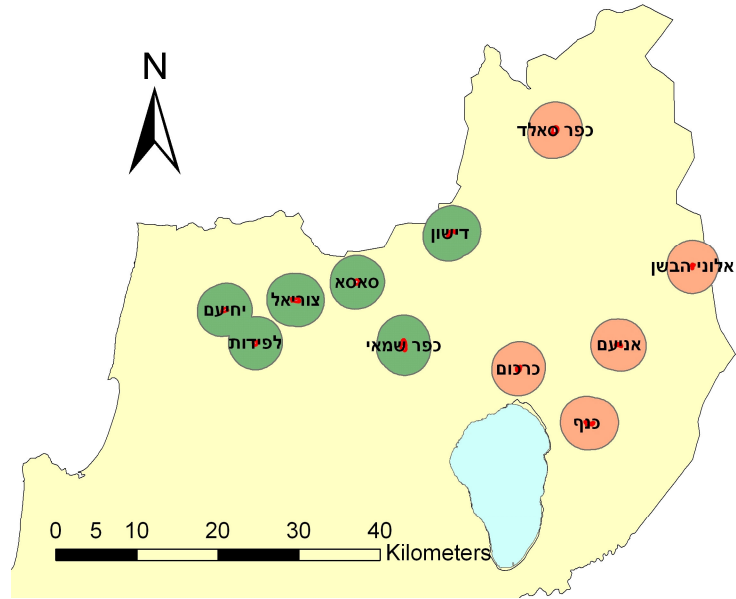 N
כפר סאלד
דישון
אלוני הבשן
סאסא
צוריאל
יחיעם
לפידות
כפר שמאי
אניעם
כרכום
כנף
0 5 10 20 30 40
Kilometers